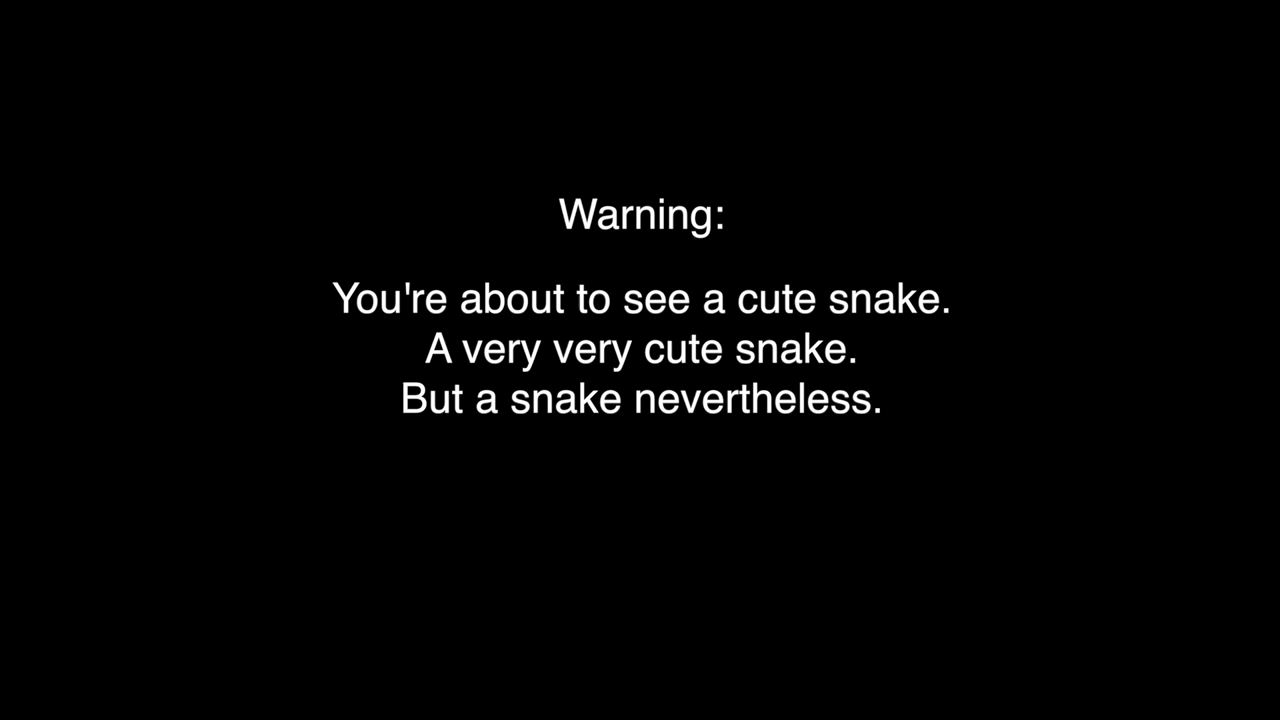 Warning:
You're about to see a cute snake.
A very very cute snake.
But a snake nevertheless.